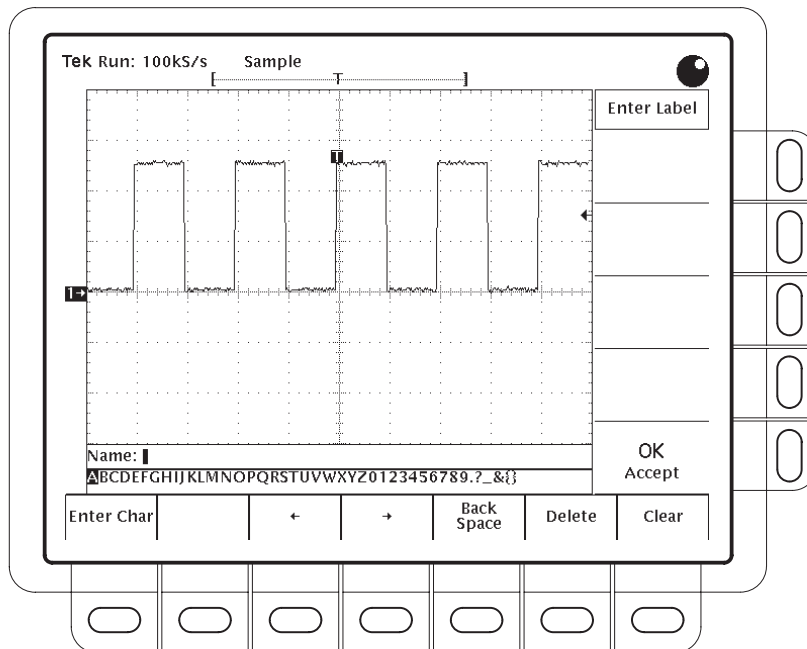 Tek Run: 100kS/s Sample
[ T ]
Enter Label
T
1→
Name:
ABCDEFGHIJKLMNOPQRSTUVWXYZ0123456789.?_&{}
OK
Accept
Enter Char
←
→
Back
Space
Delete
Clear